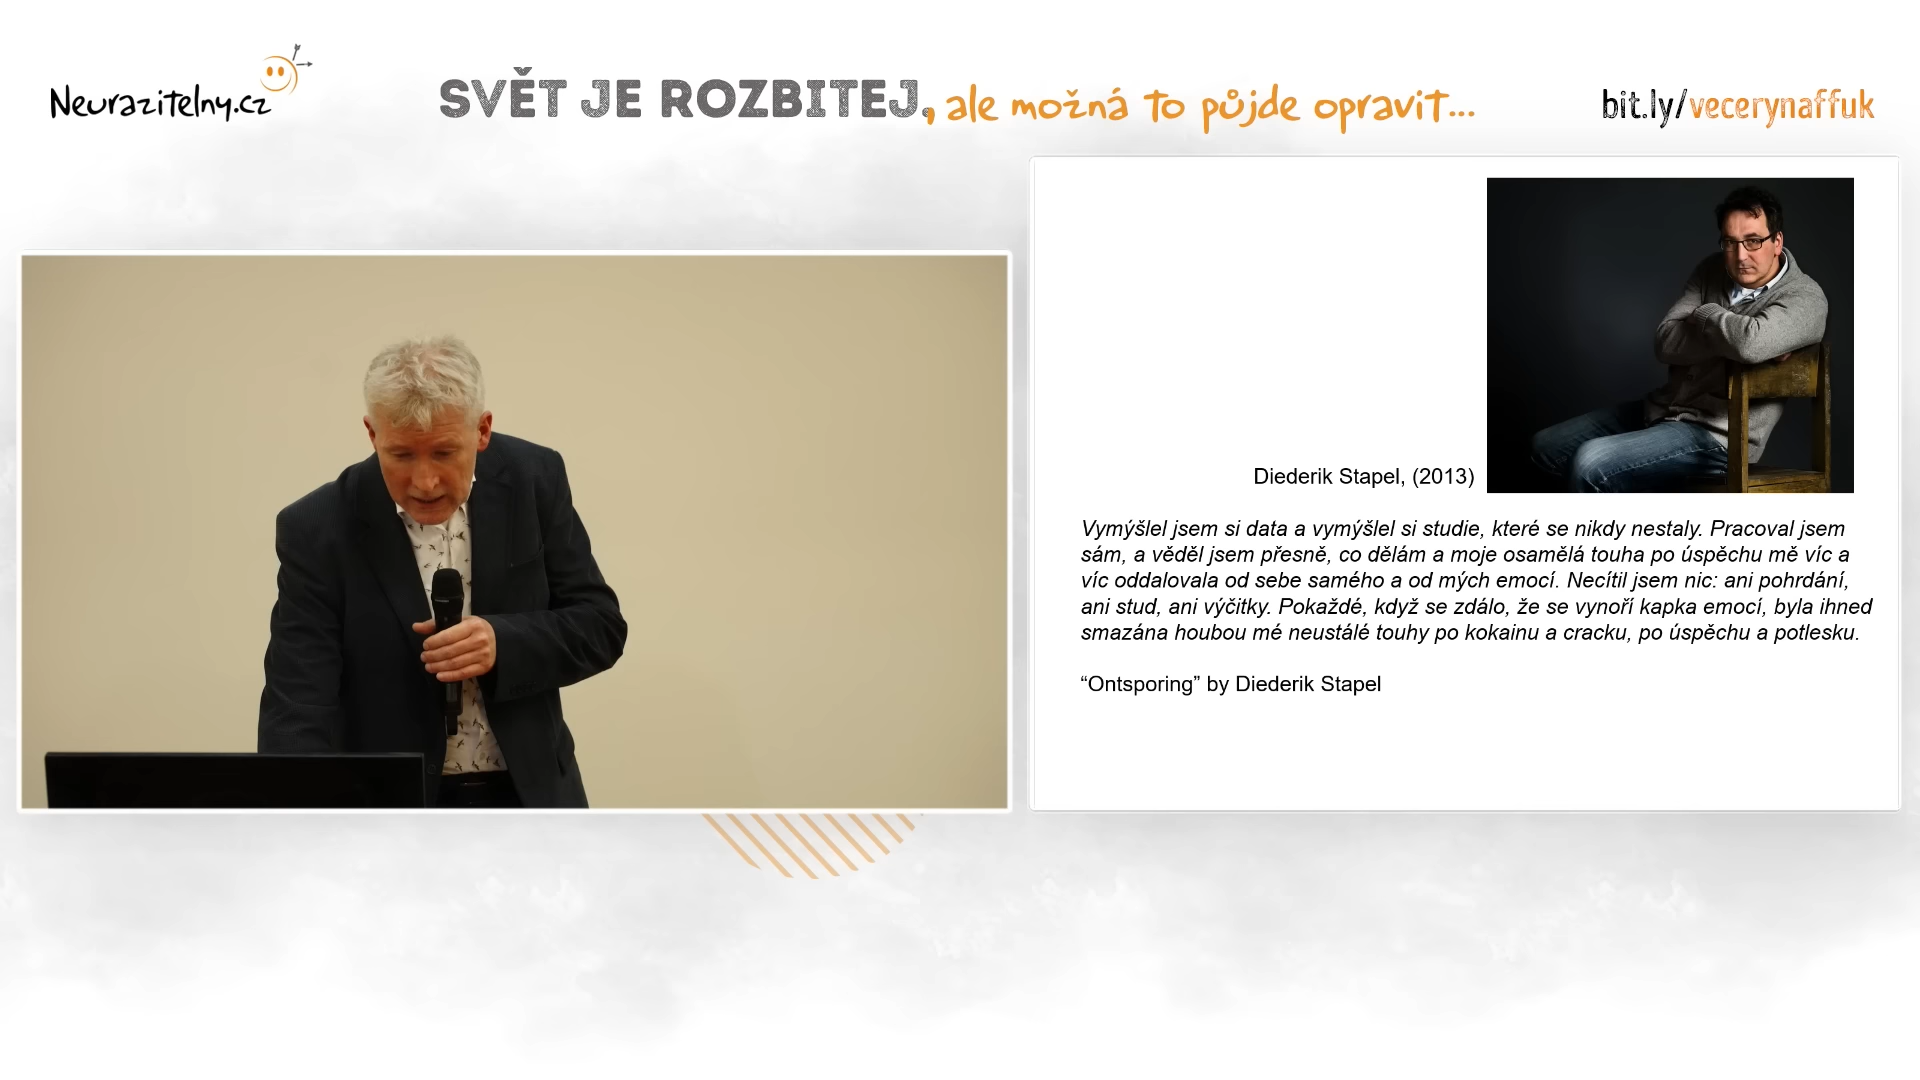 Neurazitelny.cz
SVĚT JE ROZBITEJ, ale možná to půjde opravit...
bit.ly/vecerynaffuk
Diederik Stapel, (2013)
Vymýšlel jsem si data a vymýšlel si studie, které se nikdy nestaly. Pracoval jsem
sám, a věděl jsem přesně, co dělám a moje osamělá touha po úspěchu mě víc a
víc oddalovala od sebe samého a od mých emocí. Necítil jsem nic: ani pohrdání,
ani stud, ani výčitky. Pokaždé, když se zdálo, že se vynoří kapka emocí, byla ihned
smazána houbou mé neustálé touhy po kokainu a cracku, po úspěchu a potlesku.
“Ontsporing” by Diederik Stapel